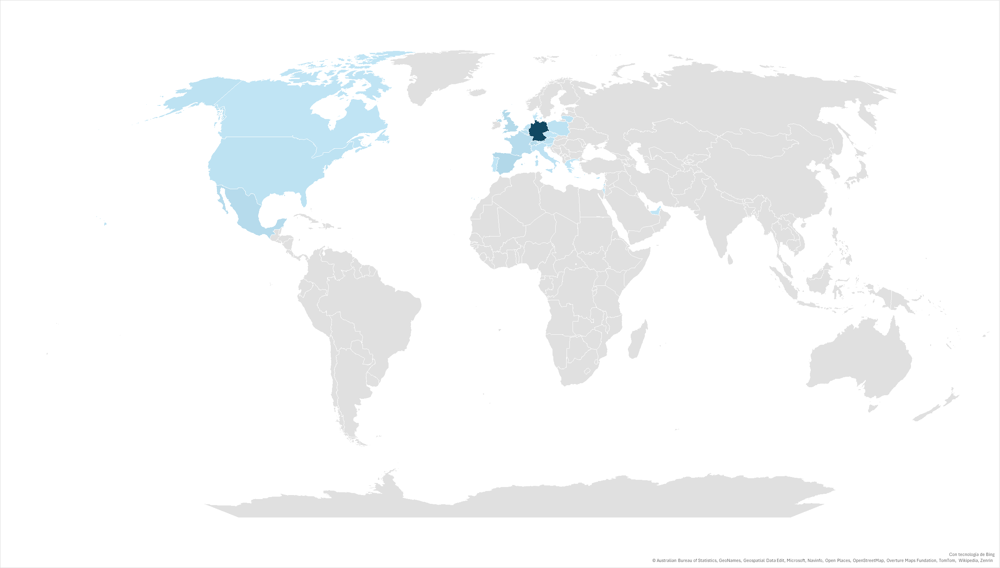 Con tecnología de Bing
© Australian Bureau of Statistics, GeoNames, Geospatial Data Edit, Microsoft, Navinfo, Open Places, OpenStreetMap, Overture Maps Fundation, TomTom, Wikipedia, Zenrin